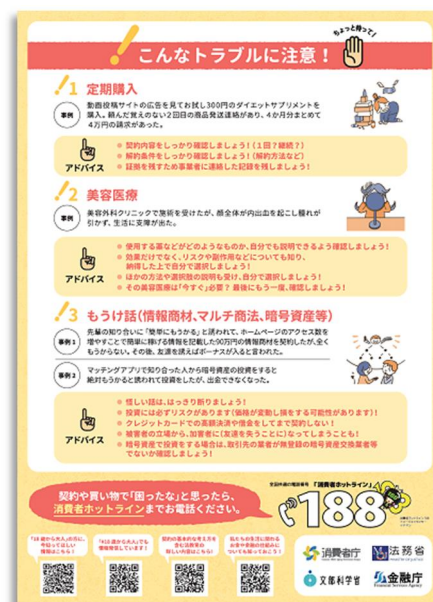 ちょっと待って!
こんなトラブルに注意!
!1 定期購入
事例
動画投稿サイトの広告を見てお試し300円のダイエットサプリメントを
購入。頼んだ覚えのない2回目の商品発送連絡があり、4か月分まとめて
4万円の請求があった。
アドバイス
契約内容をしっかり確認しましょう!(1回?継続?)
解約条件をしっかり確認しましょう!(解約方法など)
証拠を残すため事業者に連絡した記録を残しましょう!
!2 美容医療
事例
美容外科クリニックで施術を受けたが、顔全体が内出血を起こし腫れが
引かず、生活に支障が出た。
アドバイス
使用する薬などがどのようなものか、自分でも説明できるよう確認しましょう!
効果だけでなく、リスクや副作用などについても知り、
納得した上で自分で選択しましょう!
ほかの方法や選択肢の説明も受け、自分で選択しましょう!
その美容医療は「今すぐ」必要? 最後にもう一度、確認しましょう!
!3 もうけ話(情報商材、マルチ商法、暗号資産等)
事例1
先輩の知り合いに「簡単にもうかる」と誘われて、ホームページのアクセス数を
増やすことで簡単に稼げる情報を記載した90万円の情報商材を契約したが、全く
もうからない。その後、友達を誘えばボーナスが入ると言われた。
事例2
マッチングアプリで知り合った人から暗号資産の投資をすると
絶対もうかると誘われて投資したが、出金できなくなった。
アドバイス
怪しい話は、はっきり断りましょう!
投資には必ずリスクがあります(価格が変動し損をする可能性があります)!
クレジットカードでの高額決済や借金をしてまで契約しない!
被害者の立場から、加害者に(友達を失うことに)なってしまうことも!
暗号資産で投資をする場合は、取引先の業者が無登録の暗号資産交換業者等
でないか確認しましょう!
契約や買い物で「困ったな」と思ったら、
消費者ホットラインまでお電話ください。
全国共通の電話番号 「消費者ホットライン」
188
消費者庁
法務省
文部科学省
金融庁
Financial Services Agency